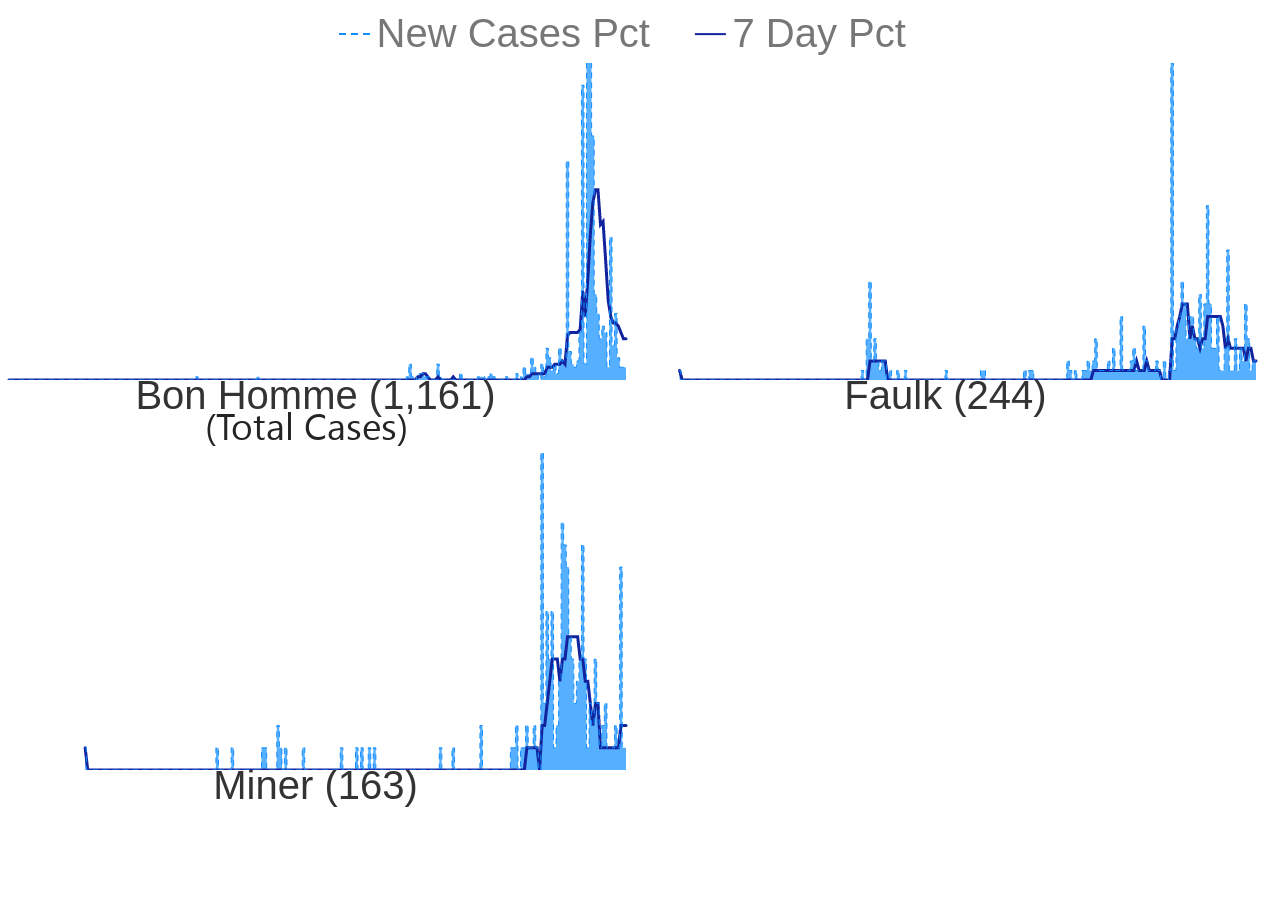 New Cases Pct 7 Day Pct
Bon Homme (1,161)
(Total Cases)
Faulk (244)
Miner (163)